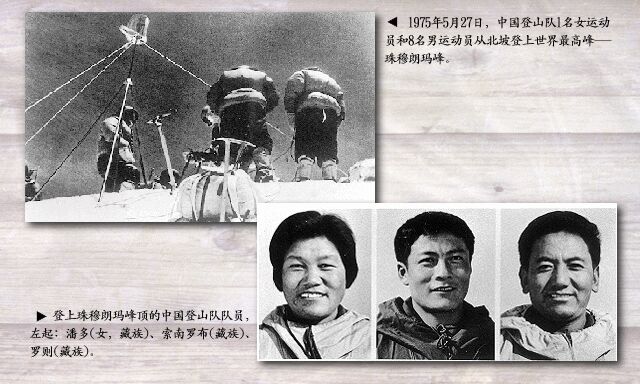 ◀ 1975年5月27日，中国登山队1名女运动
员和8名男运动员从北坡登上世界最高峰——
珠穆朗玛峰。
▶ 登上珠穆朗玛峰顶的中国登山队队员，
左起：潘多(女，藏族)、索南罗布(藏族)、
罗则(藏族)。